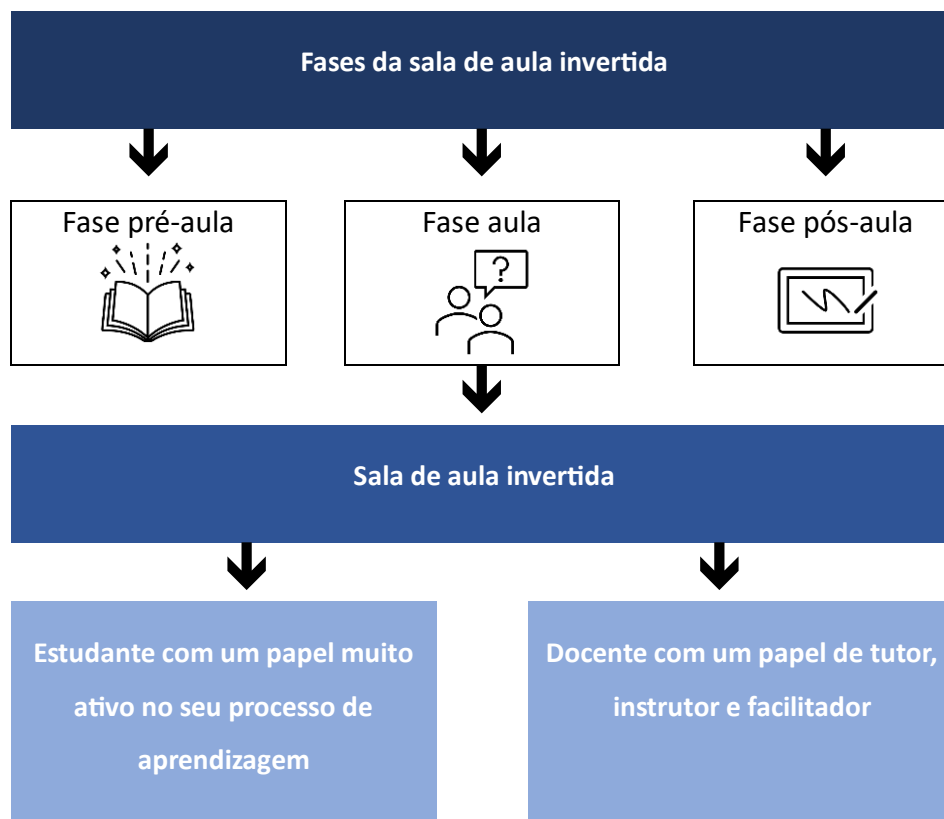 Fases da sala de aula invertida
Fase pré-aula
Fase aula
Fase pós-aula
?
Sala de aula invertida
Estudante com um papel muito
ativo no seu processo de
aprendizagem
Docente com um papel de tutor,
instrutor e facilitador